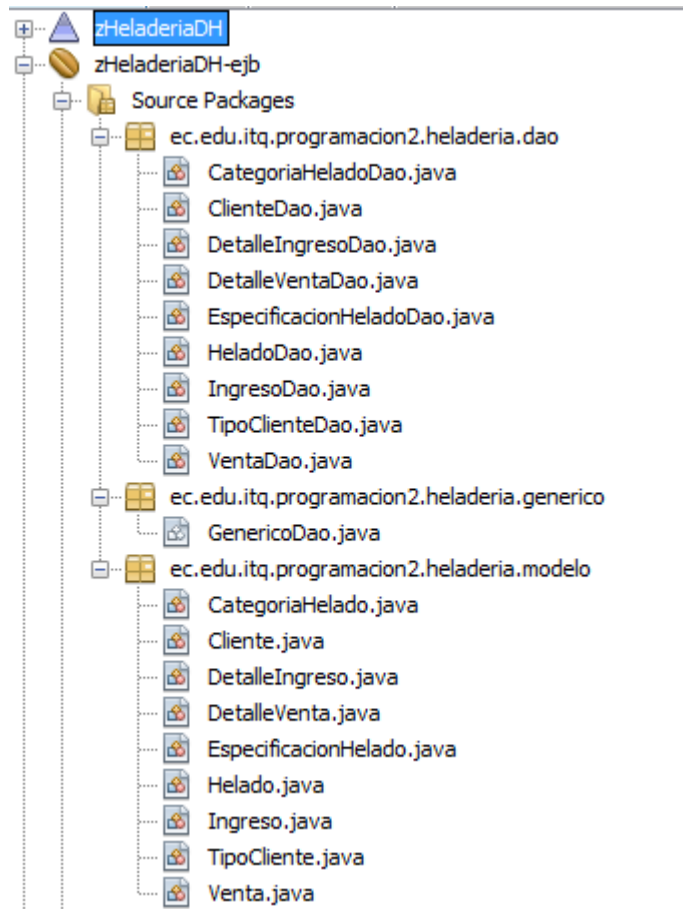 zHeladeriaDH
zHeladeriaDH-ejb
Source Packages
ec.edu.itq.programacion2.heladeria.dao
CategoriaHeladoDao.java
ClienteDao.java
DetalleIngresoDao.java
DetalleVentaDao.java
EspecificacionHeladoDao.java
HeladoDao.java
IngresoDao.java
TipoClienteDao.java
VentaDao.java
ec.edu.itq.programacion2.heladeria.generico
GenericoDao.java
ec.edu.itq.programacion2.heladeria.modelo
CategoriaHelado.java
Cliente.java
DetalleIngreso.java
DetalleVenta.java
EspecificacionHelado.java
Helado.java
Ingreso.java
TipoCliente.java
Venta.java